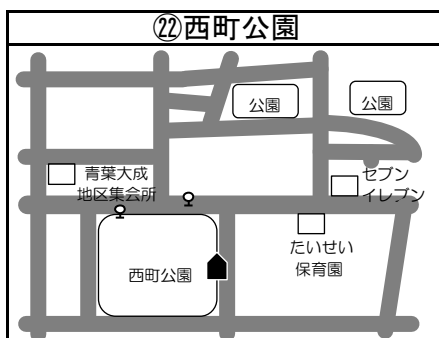 ㉒西町公園
公園
公園
青葉大成
地区集会所
セブン
イレブン
たいせい
保育園
西町公園